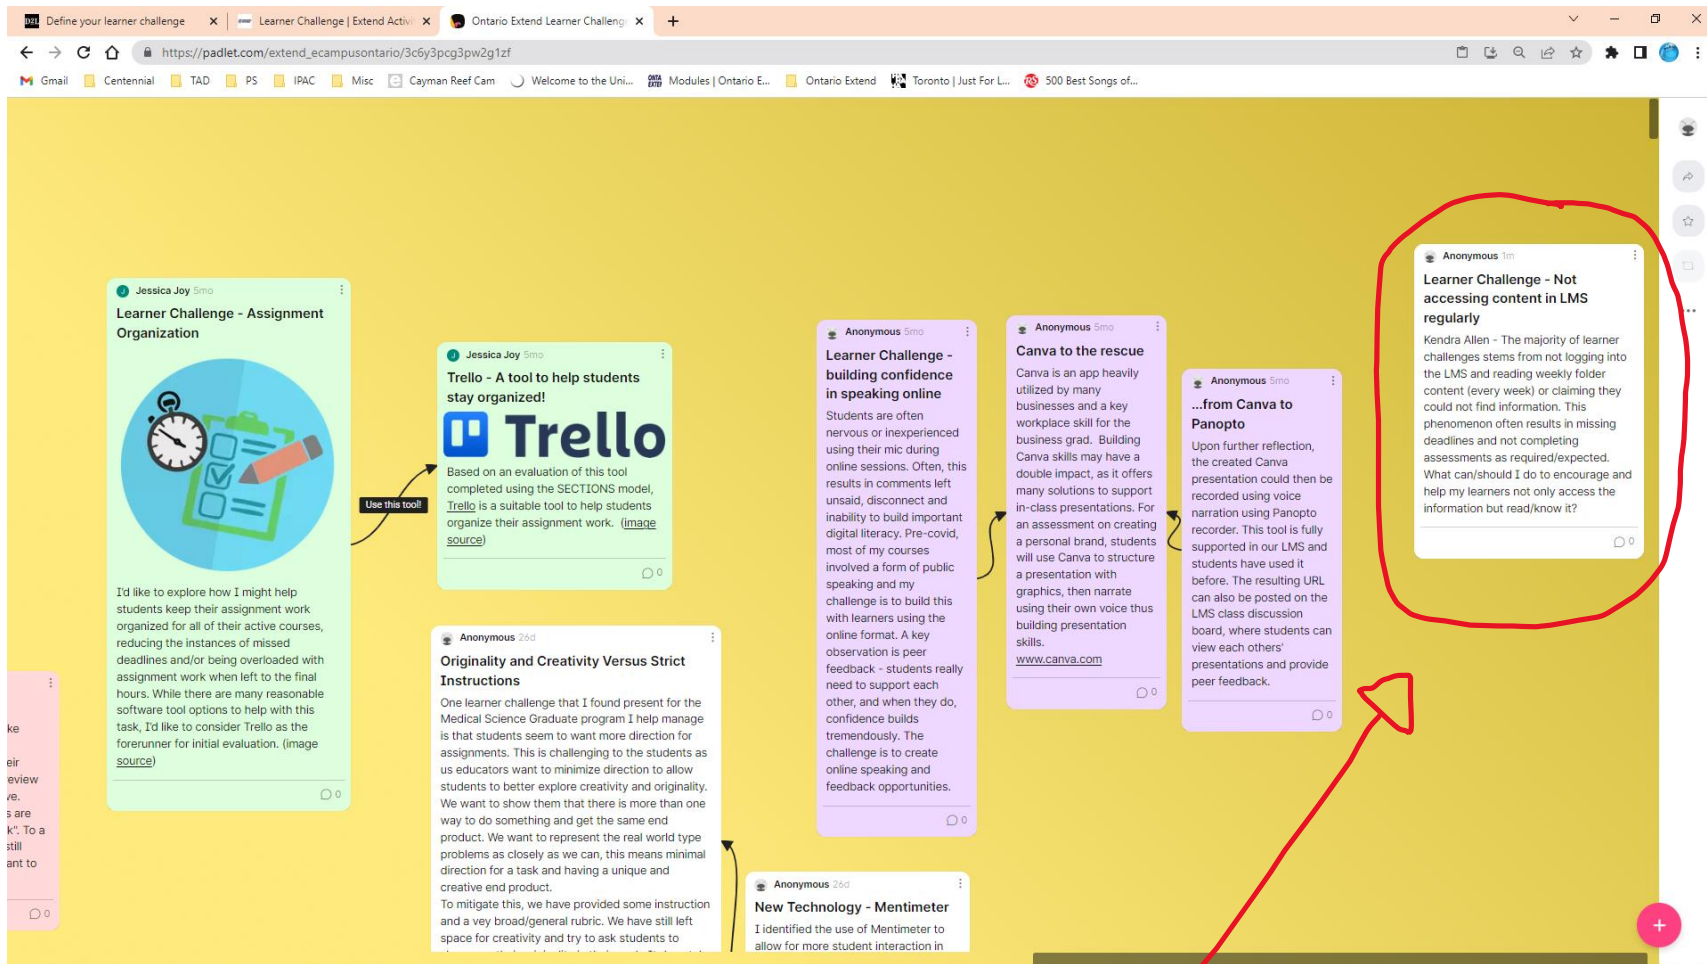 Define your learner challenge
Learner Challenge | Extend Activi
Ontario Extend Learner Challeng
https://padlet.com/extend_ecampusontario/3c6y3pcg3pw2g1zf
Gmail
Centennial
TAD
PS
IPAC
Misc
Cayman Reef Cam
Welcome to the Uni...
Modules | Ontario E...
Ontario Extend
Toronto | Just For L...
500 Best Songs of...
Jessica Joy 5mo
Learner Challenge - Assignment
Organization
I'd like to explore how I might help
students keep their assignment work
organized for all of their active courses,
reducing the instances of missed
deadlines and/or being overloaded with
assignment work when left to the final
hours. While there are many reasonable
software tool options to help with this
task, I'd like to consider Trello as the
forerunner for initial evaluation. (image
source)
0
Use this tool!
Jessica Joy 5mo
Trello - A tool to help students
stay organized!
Trello
Based on an evaluation of this tool
completed using the SECTIONS model,
Trello is a suitable tool to help students
organize their assignment work. (image
source)
0
Anonymous 26d
Originality and Creativity Versus Strict
Instructions
One learner challenge that I found present for the
Medical Science Graduate program I help manage
is that students seem to want more direction for
assignments. This is challenging to the students as
us educators want to minimize direction to allow
students to better explore creativity and originality.
We want to show them that there is more than one
way to do something and get the same end
product. We want to represent the real world type
problems as closely as we can, this means minimal
direction for a task and having a unique and
creative end product.
To mitigate this, we have provided some instruction
and a vey broad/general rubric. We have still left
space for creativity and try to ask students to
Anonymous 5mo
Learner Challenge -
building confidence
in speaking online
Students are often
nervous or inexperienced
using their mic during
online sessions. Often, this
results in comments left
unsaid, disconnect and
inability to build important
digital literacy. Pre-covid,
most of my courses
involved a form of public
speaking and my
challenge is to build this
with learners using the
online format. A key
observation is peer
feedback - students really
need to support each
other, and when they do,
confidence builds
tremendously. The
challenge is to create
online speaking and
feedback opportunities.
0
Anonymous 5mo
Canva to the rescue
Canva is an app heavily
utilized by many
businesses and a key
workplace skill for the
business grad. Building
Canva skills may have a
double impact, as it offers
many solutions to support
in-class presentations. For
an assessment on creating
a personal brand, students
will use Canva to structure
a presentation with
graphics, then narrate
using their own voice thus
building presentation
skills.
www.canva.com
0
Anonymous 5mo
...from Canva to
Panopto
Upon further reflection,
the created Canva
presentation could then be
recorded using voice
narration using Panopto
recorder. This tool is fully
supported in our LMS and
students have used it
before. The resulting URL
can also be posted on the
LMS class discussion
board, where students can
view each others'
presentations and provide
peer feedback.
0
Anonymous 1m
Learner Challenge - Not
accessing content in LMS
regularly
Kendra Allen - The majority of learner
challenges stems from not logging into
the LMS and reading weekly folder
content (every week) or claiming they
could not find information. This
phenomenon often results in missing
deadlines and not completing
assessments as required/expected.
What can/should I do to encourage and
help my learners not only access the
information but read/know it?
0
Anonymous 26d
New Technology - Mentimeter
I identified the use of Mentimeter to
allow for more student interaction in
ke
eir
eview
ve.
s are
k". To a
still
ant to
0